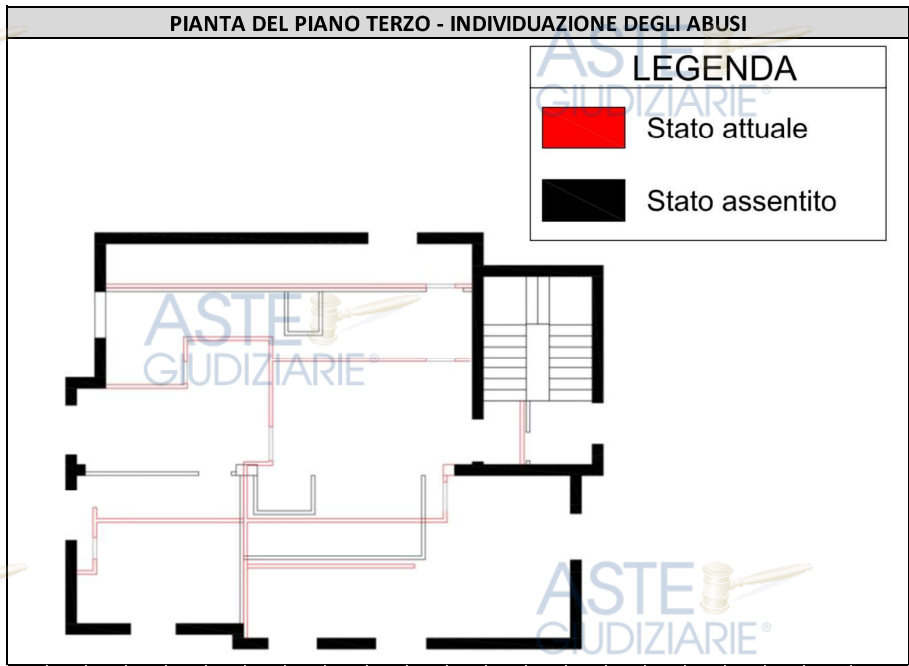 PIANTA DEL PIANO TERZO - INDIVIDUAZIONE DEGLI ABUSI
ASTE
GIUDIZIARIE®
LEGENDA
Stato attuale
Stato assentito
ASTE
GIUDIZIARIE®
ASTE
GIUDIZIARIE®